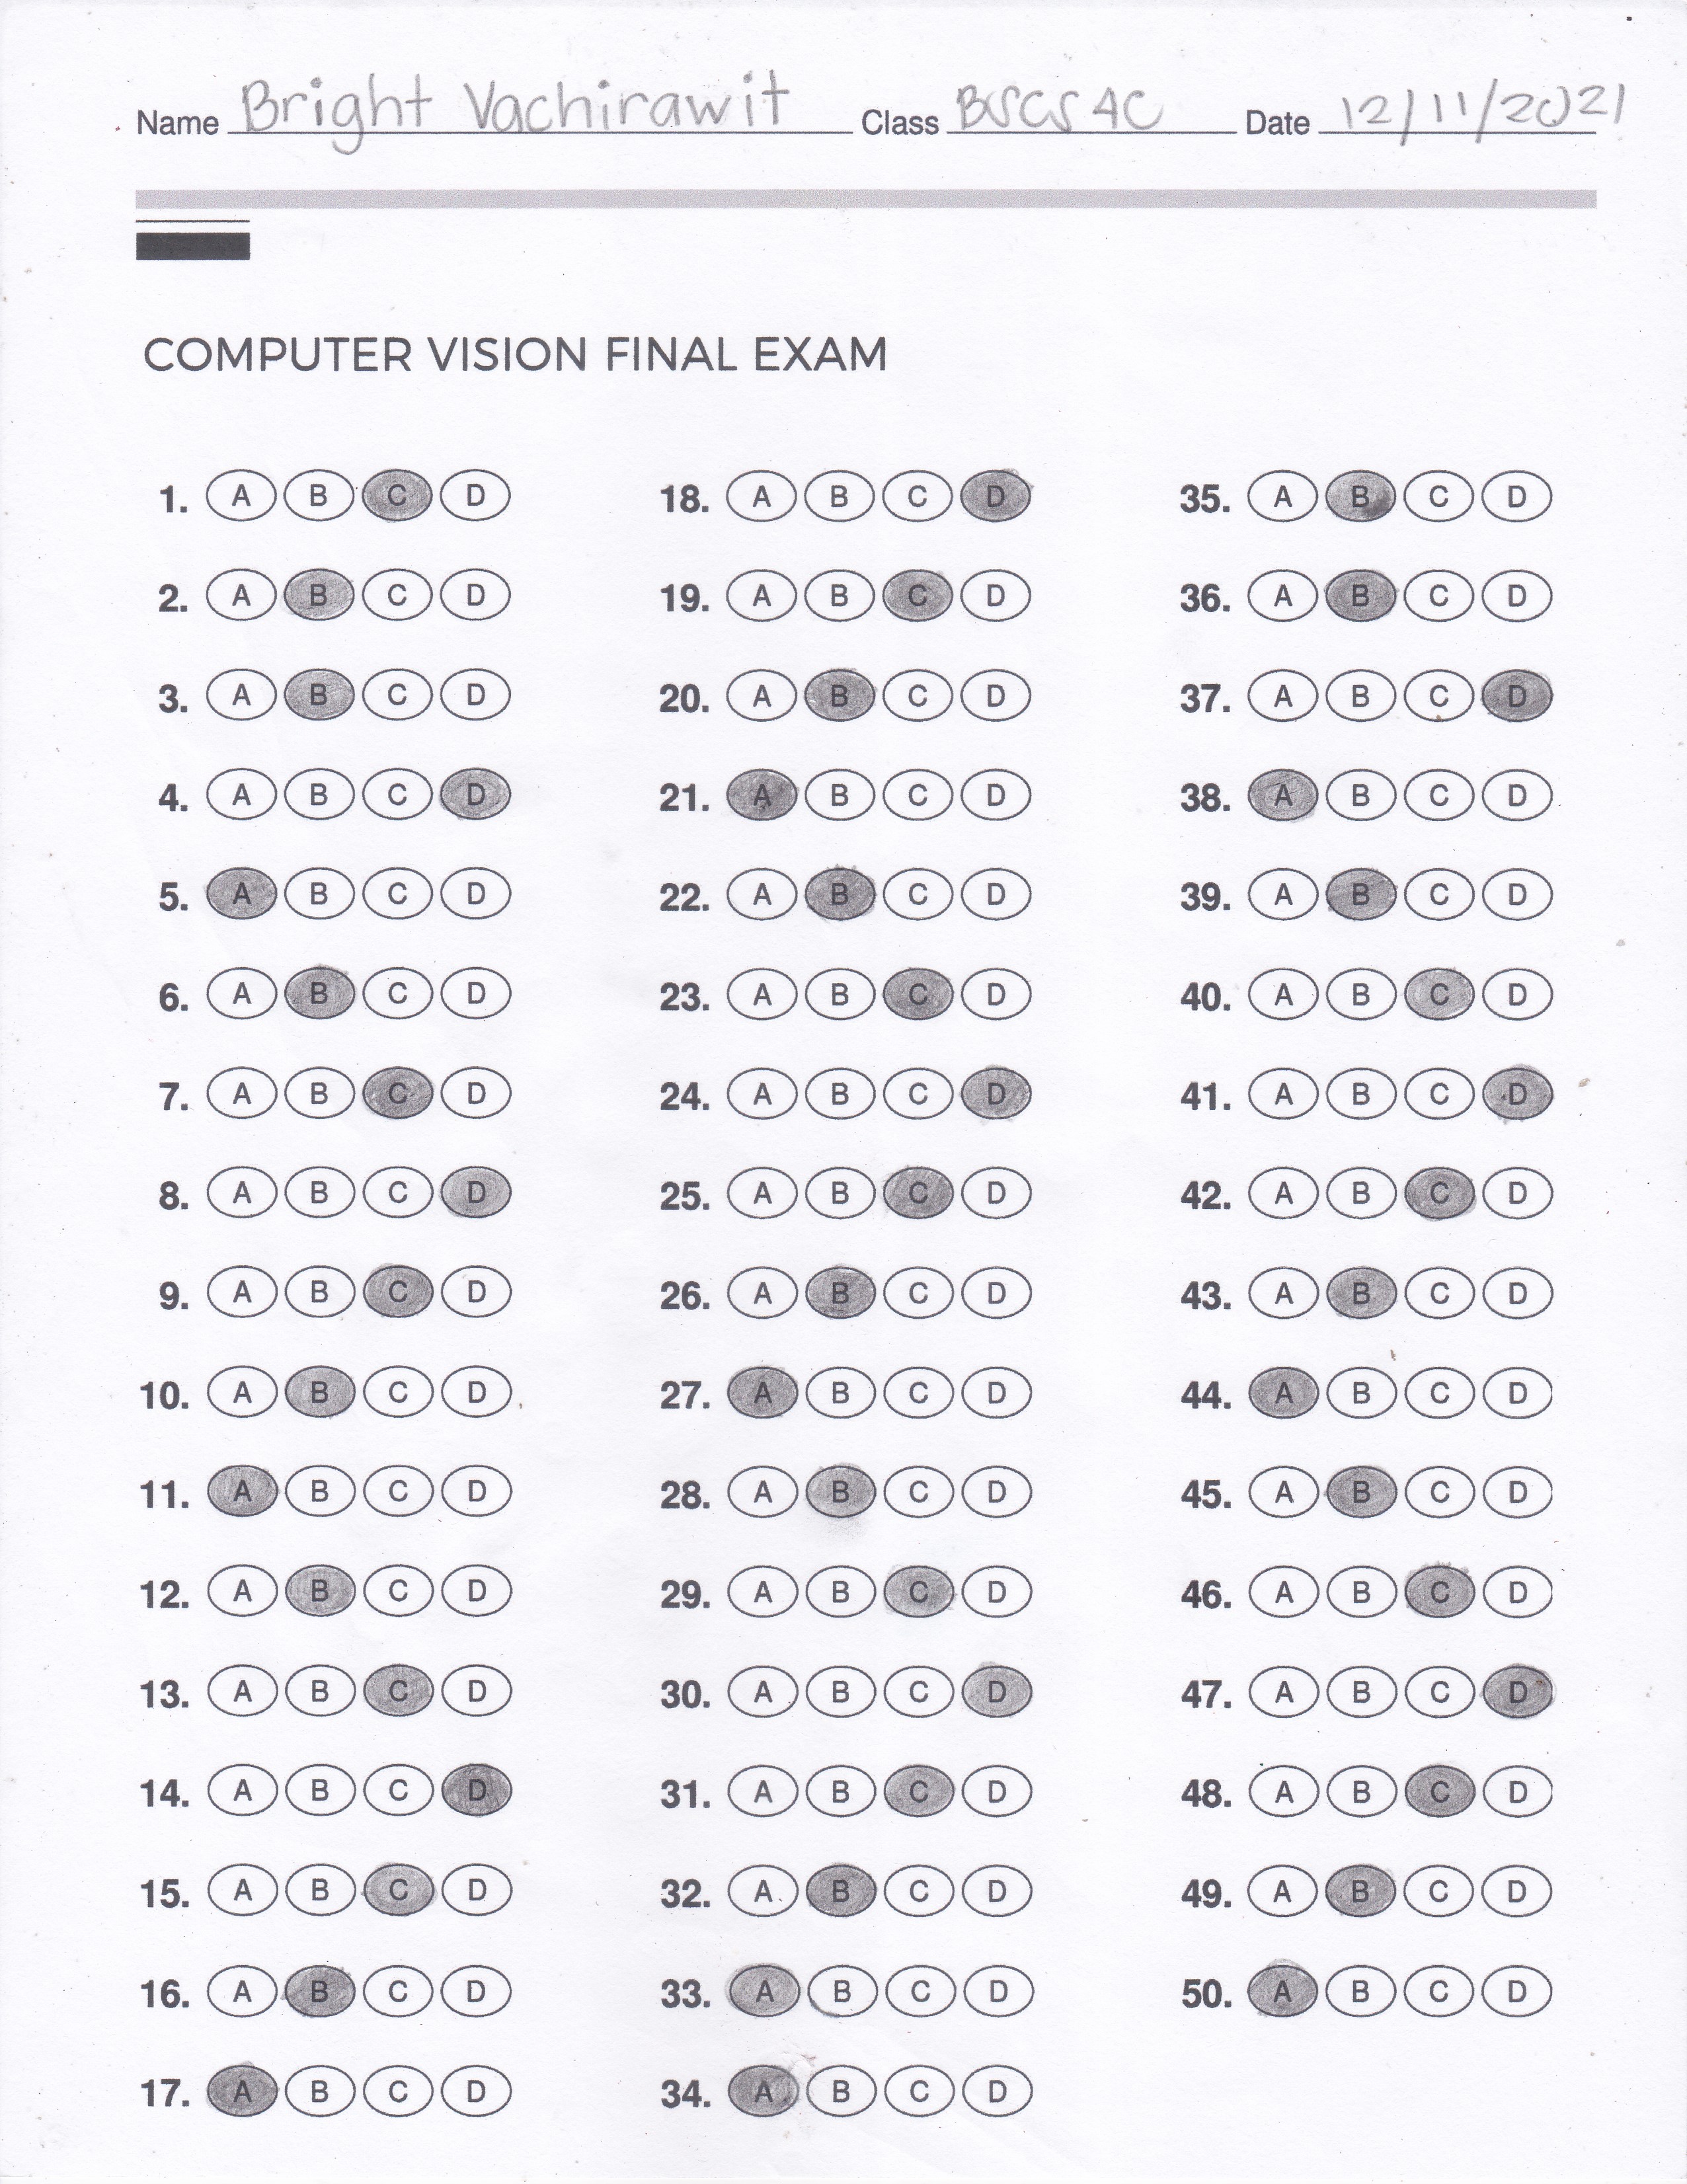 Name Bright Vachirawit Class BSCS 4C Date 12/11/2021
COMPUTER VISION FINAL EXAM
1. A B C D
2. A B C D
3. A B C D
4. A B C D
5. A B C D
6. A B C D
7. A B C D
8. A B C D
9. A B C D
10. A B C D
11. A B C D
12. A B C D
13. A B C D
14. A B C D
15. A B C D
16. A B C D
17. A B C D
18. A B C D
19. A B C D
20. A B C D
21. A B C D
22. A B C D
23. A B C D
24. A B C D
25. A B C D
26. A B C D
27. A B C D
28. A B C D
29. A B C D
30. A B C D
31. A B C D
32. A B C D
33. A B C D
34. A B C D
35. A B C D
36. A B C D
37. A B C D
38. A B C D
39. A B C D
40. A B C D
41. A B C D
42. A B C D
43. A B C D
44. A B C D
45. A B C D
46. A B C D
47. A B C D
48. A B C D
49. A B C D
50. A B C D